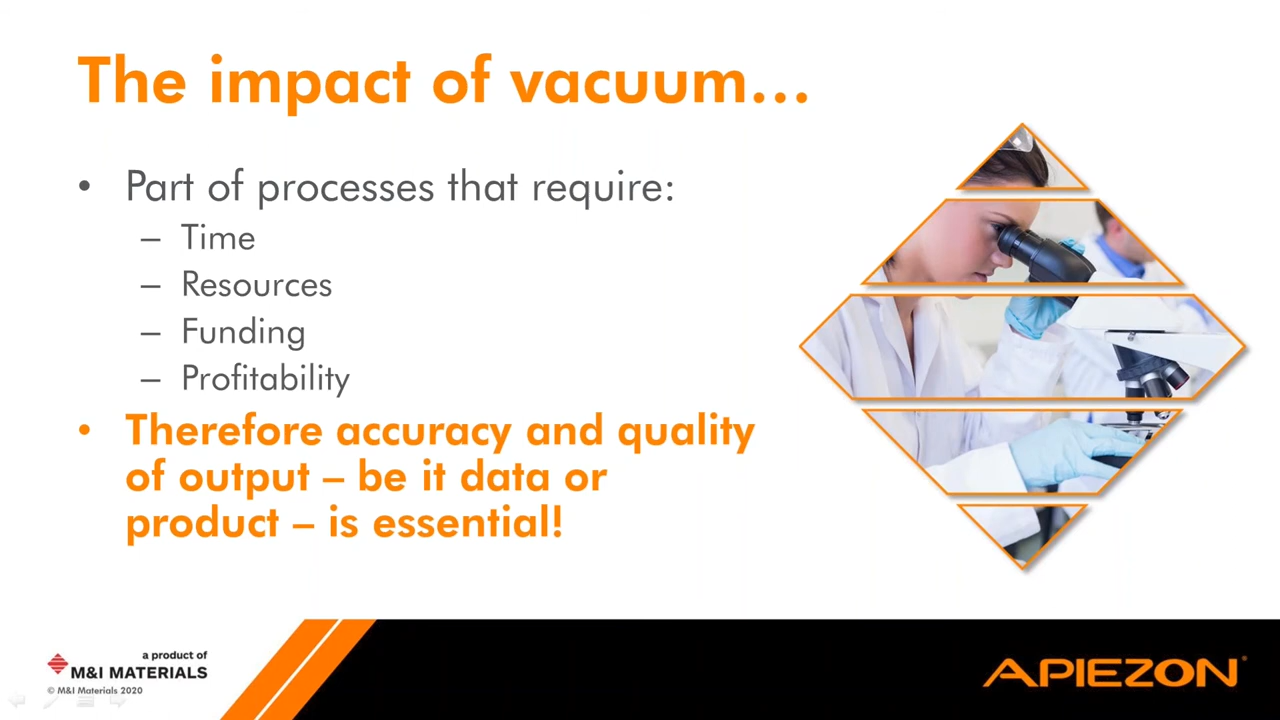 The impact of vacuum...
• Part of processes that require:
– Time
– Resources
– Funding
– Profitability
• Therefore accuracy and quality
of output – be it data or
product – is essential!
a product of
M&I MATERIALS
© M&I Materials 2020
APIEZON®